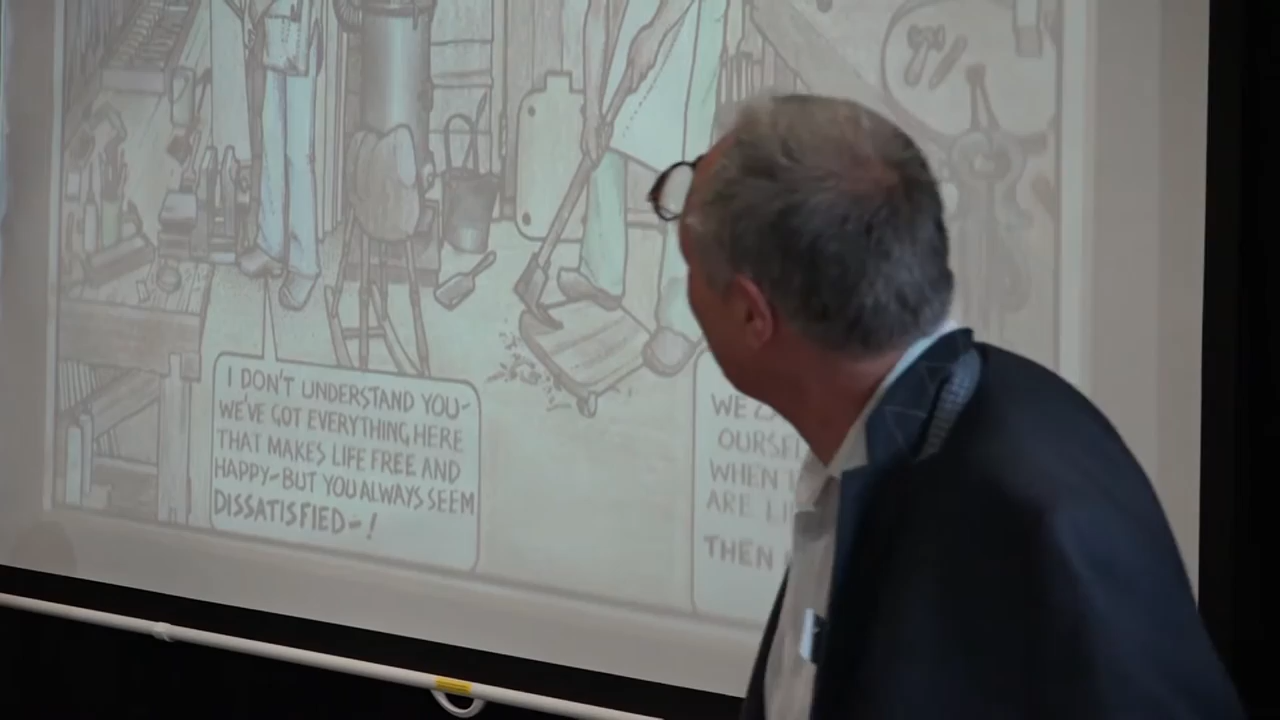 I DON'T UNDERSTAND YOU-
WE'VE GOT EVERYTHING HERE
THAT MAKES LIFE FREE AND
HAPPY-BUT YOU ALWAYS SEEM
DISSATISFIED-!
WE
WHEN
ARE
THEN